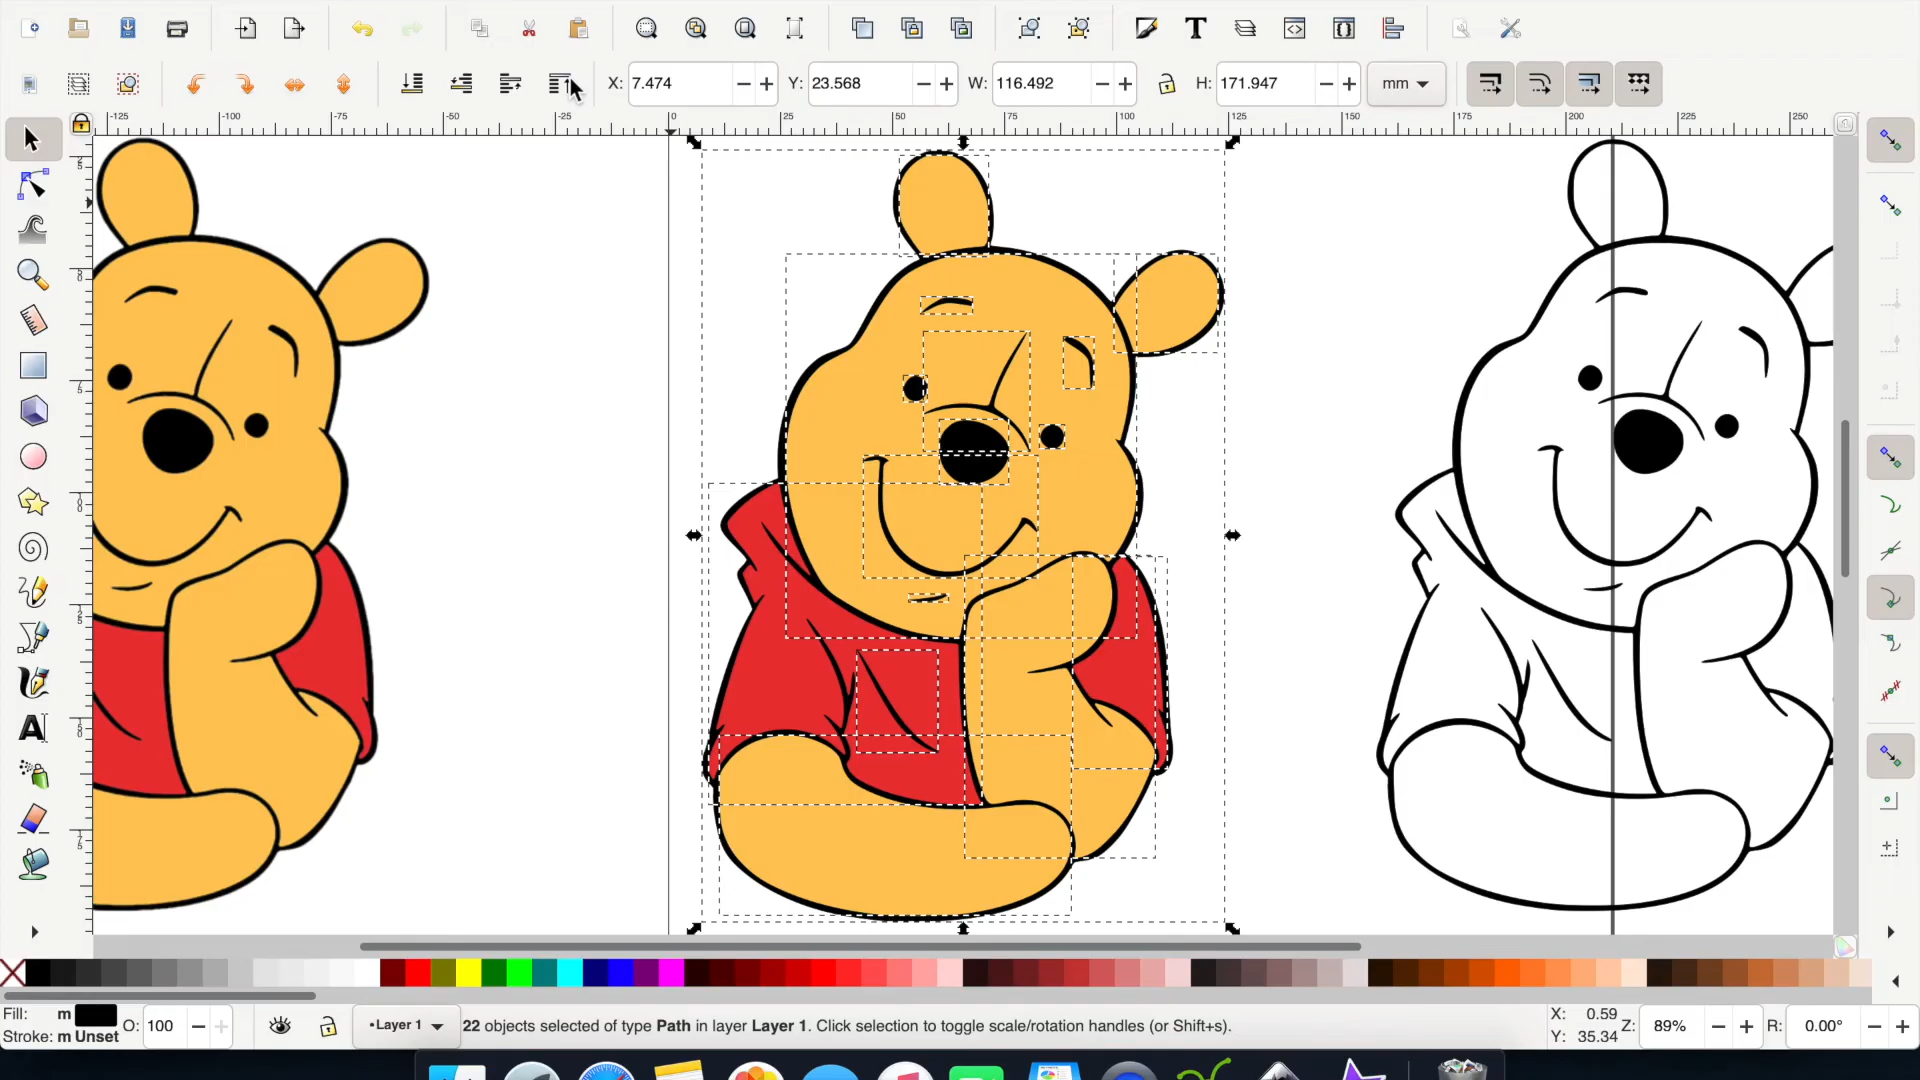 X: 7.474 Y: 23.568 W: 116.492 H: 171.947 mm
-125 -100 -75 -50 -25 0 25 50 75 100 125 150 175 200 225 250
Fill: m O: 100 •Layer 1 22 objects selected of type Path in layer Layer 1. Click selection to toggle scale/rotation handles (or Shift+s). X: 0.59 Z: 89% R: 0.00°
Stroke: m Unset Y: 35.34